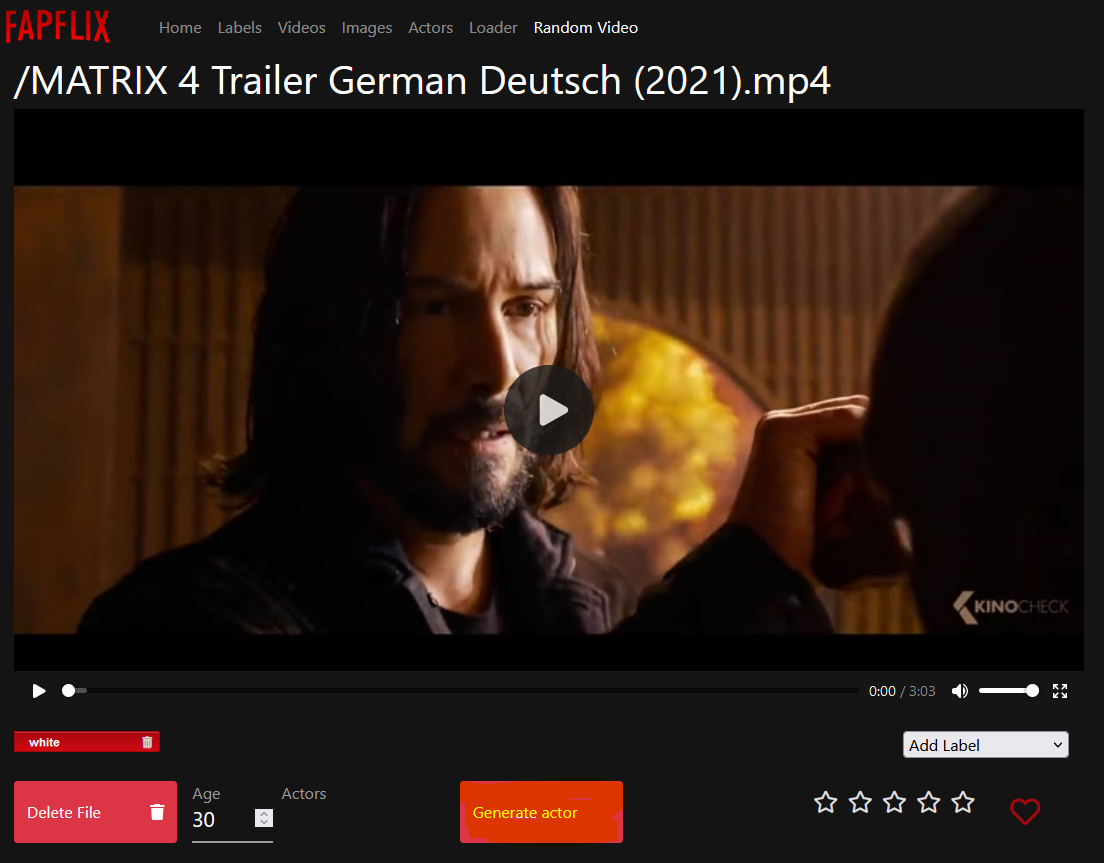 FAPFLIX Home Labels Videos Images Actors Loader Random Video
/MATRIX 4 Trailer German Deutsch (2021).mp4
KINOCHECK
0:00 / 3:03
white
Add Label
Delete File
Age
30
Actors
Generate actor